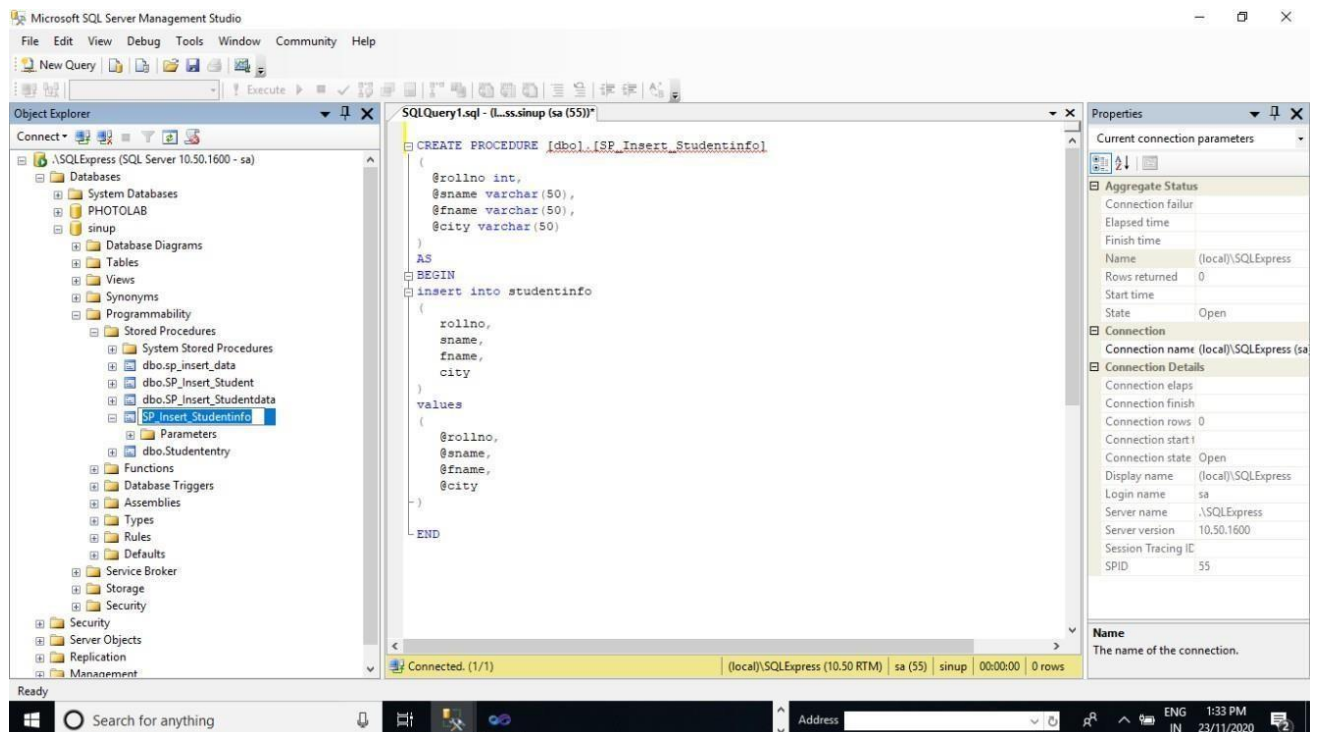 Microsoft SQL Server Management Studio
File Edit View Debug Tools Window Community Help
New Query
Execute
Object Explorer
Connect
.\SQLExpress (SQL Server 10.50.1600 - sa)
Databases
System Databases
PHOTOLAB
sinup
Database Diagrams
Tables
Views
Synonyms
Programmability
Stored Procedures
System Stored Procedures
dbo.sp_insert_data
dbo.SP_Insert_Student
dbo.SP_Insert_Studentdata
SP_Insert_Studentinfo
Parameters
dbo.Stududententry
Functions
Database Triggers
Assemblies
Types
Rules
Defaults
Service Broker
Storage
Security
Security
Server Objects
Replication
Management
SQLQuery1.sql - (l...ss.sinup (sa (55))*
CREATE PROCEDURE [dbo].[SP_Insert_Studentinfo]
(
@rollno int,
@sname varchar(50),
@fname varchar(50),
@city varchar(50)
)
AS
BEGIN
insert into studentinfo
(
rollno,
sname,
fname,
city
)
values
(
@rollno,
@sname,
@fname,
@city
)
END
Connected. (1/1) (local)\SQLExpress (10.50 RTM) sa (55) sinup 00:00:00 0 rows
Properties
Current connection parameters
Aggregate Status
Connection failur
Elapsed time
Finish time
Name (local)\SQLExpress
Rows returned 0
Start time
State Open
Connection
Connection name (local)\SQLExpress (sa
Connection Details
Connection elaps
Connection finish
Connection rows 0
Connection start t
Connection state Open
Display name (local)\SQLExpress
Login name sa
Server name .\SQLExpress
Server version 10.50.1600
Session Tracing ID
SPID 55
Name
The name of the connection.
Ready
Search for anything
Address
ENG
IN
1:33 PM
23/11/2020
2